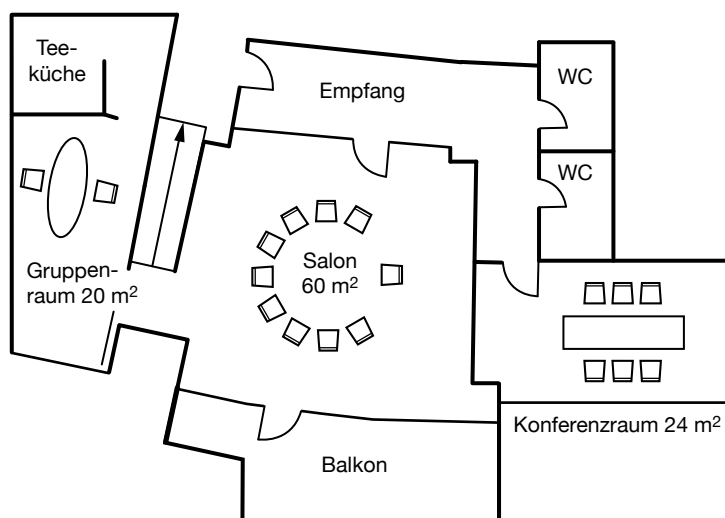 Tee-
küche
Empfang
WC
WC
Gruppen-
raum 20 m²
Salon
60 m²
Konferenzraum 24 m²
Balkon